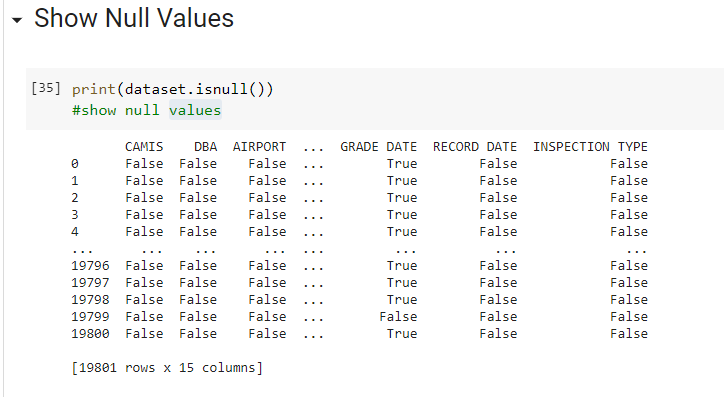 Show Null Values
[35] print(dataset.isnull())
#show null values
CAMIS DBA AIRPORT ... GRADE DATE RECORD DATE INSPECTION TYPE
0 False False False ... True False False
1 False False False ... True False False
2 False False False ... True False False
3 False False False ... True False False
4 False False False ... True False False
... ... ... ... ... ... ... ...
19796 False False False ... True False False
19797 False False False ... True False False
19798 False False False ... True False False
19799 False False False ... False False False
19800 False False False ... True False False
[19801 rows x 15 columns]